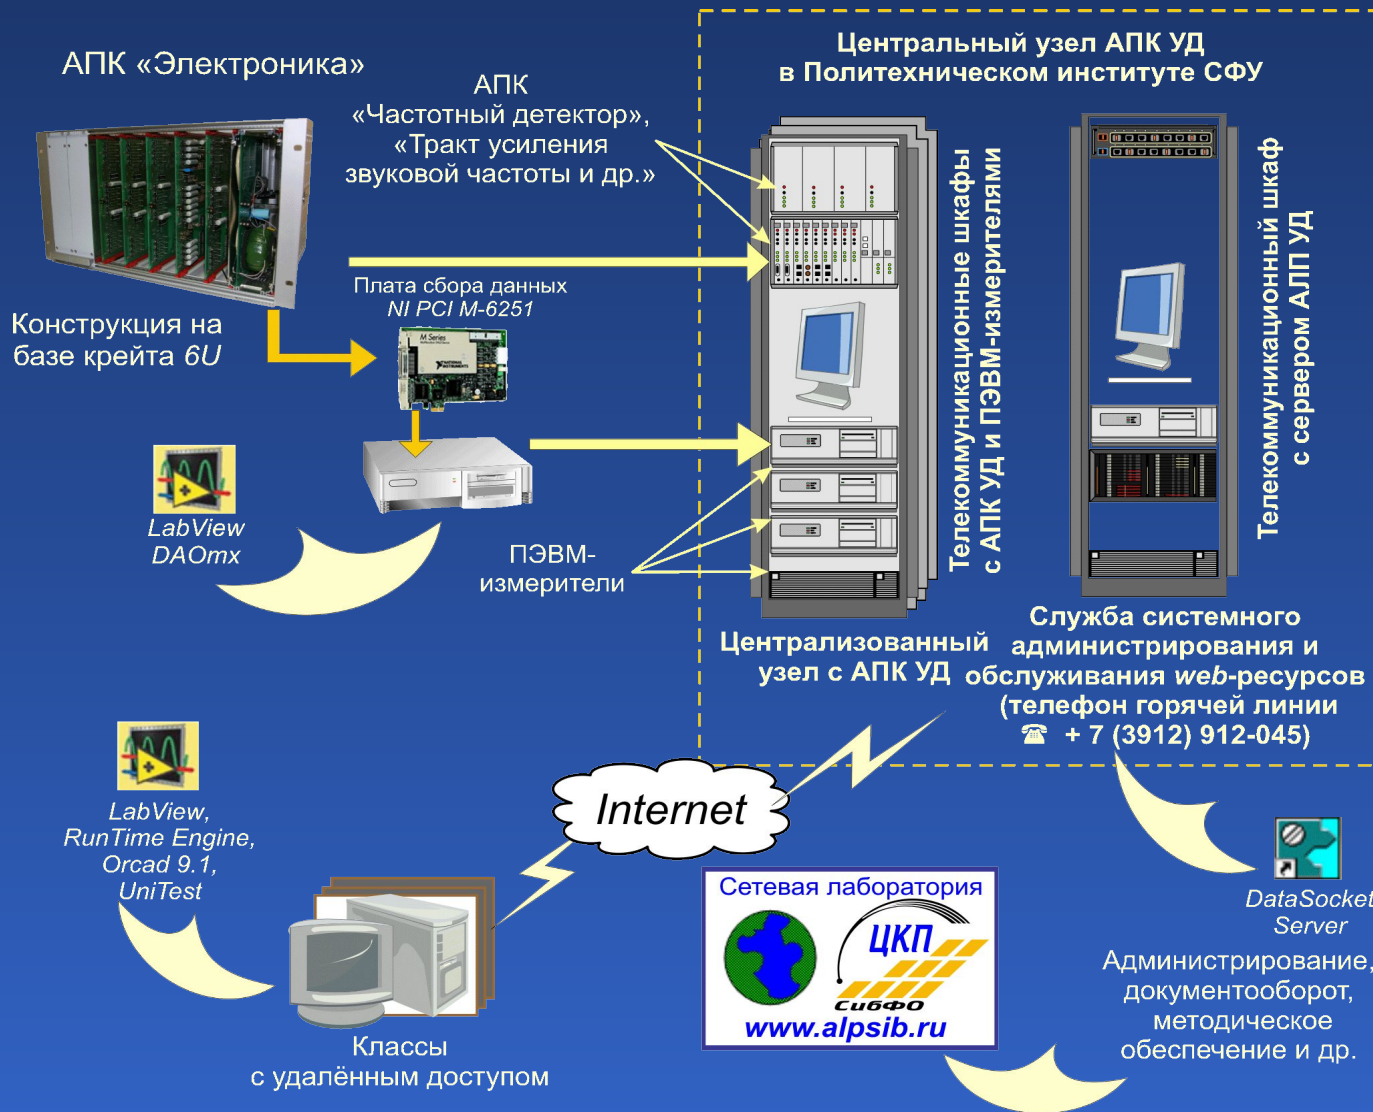 АПК «Электроника»
АПК
«Частотный детектор»,
«Тракт усиления
звуковой частоты и др.»
Конструкция на
базе крейта 6U
Плата сбора данных
NI PCI M-6251
M Series
NATIONAL
INSTRUMENTS
LabView
DAQmx
ПЭВМ-
измерители
Центральный узел АПК УД
в Политехническом институте СФУ
Телекоммуникационные шкафы
с АПК УД и ПЭВМ-измерителями
Телекоммуникационный шкаф
с сервером АЛП УД
Централизованный
узел с АПК УД
Служба системного
администрирования и
обслуживания web-ресурсов
(телефон горячей линии
☎ + 7 (3912) 912-045)
LabView,
RunTime Engine,
Orcad 9.1,
UniTest
Internet
Классы
с удалённым доступом
Сетевая лаборатория
ЦКП
СибФО
www.alpsib.ru
DataSocket
Server
Администрирование,
документооборот,
методическое
обеспечение и др.